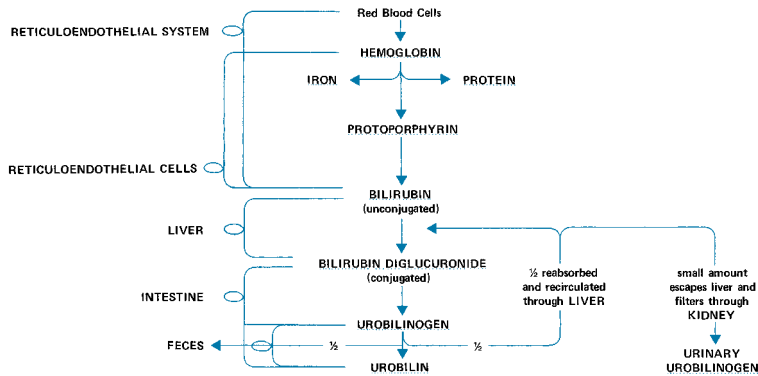 Red Blood Cells
RETICULOENDOTHELIAL SYSTEM
HEMOGLOBIN
IRON
PROTEIN
PROTOPORPHYRIN
RETICULOENDOTHELIAL CELLS
BILIRUBIN
(unconjugated)
LIVER
BILIRUBIN DIGLUCURONIDE
(conjugated)
½ reabsorbed
and recirculated
through LIVER
small amount
escapes liver and
filters through
KIDNEY
INTESTINE
UROBILINOGEN
FECES
½
½
URINARY
UROBILINOGEN
UROBILIN